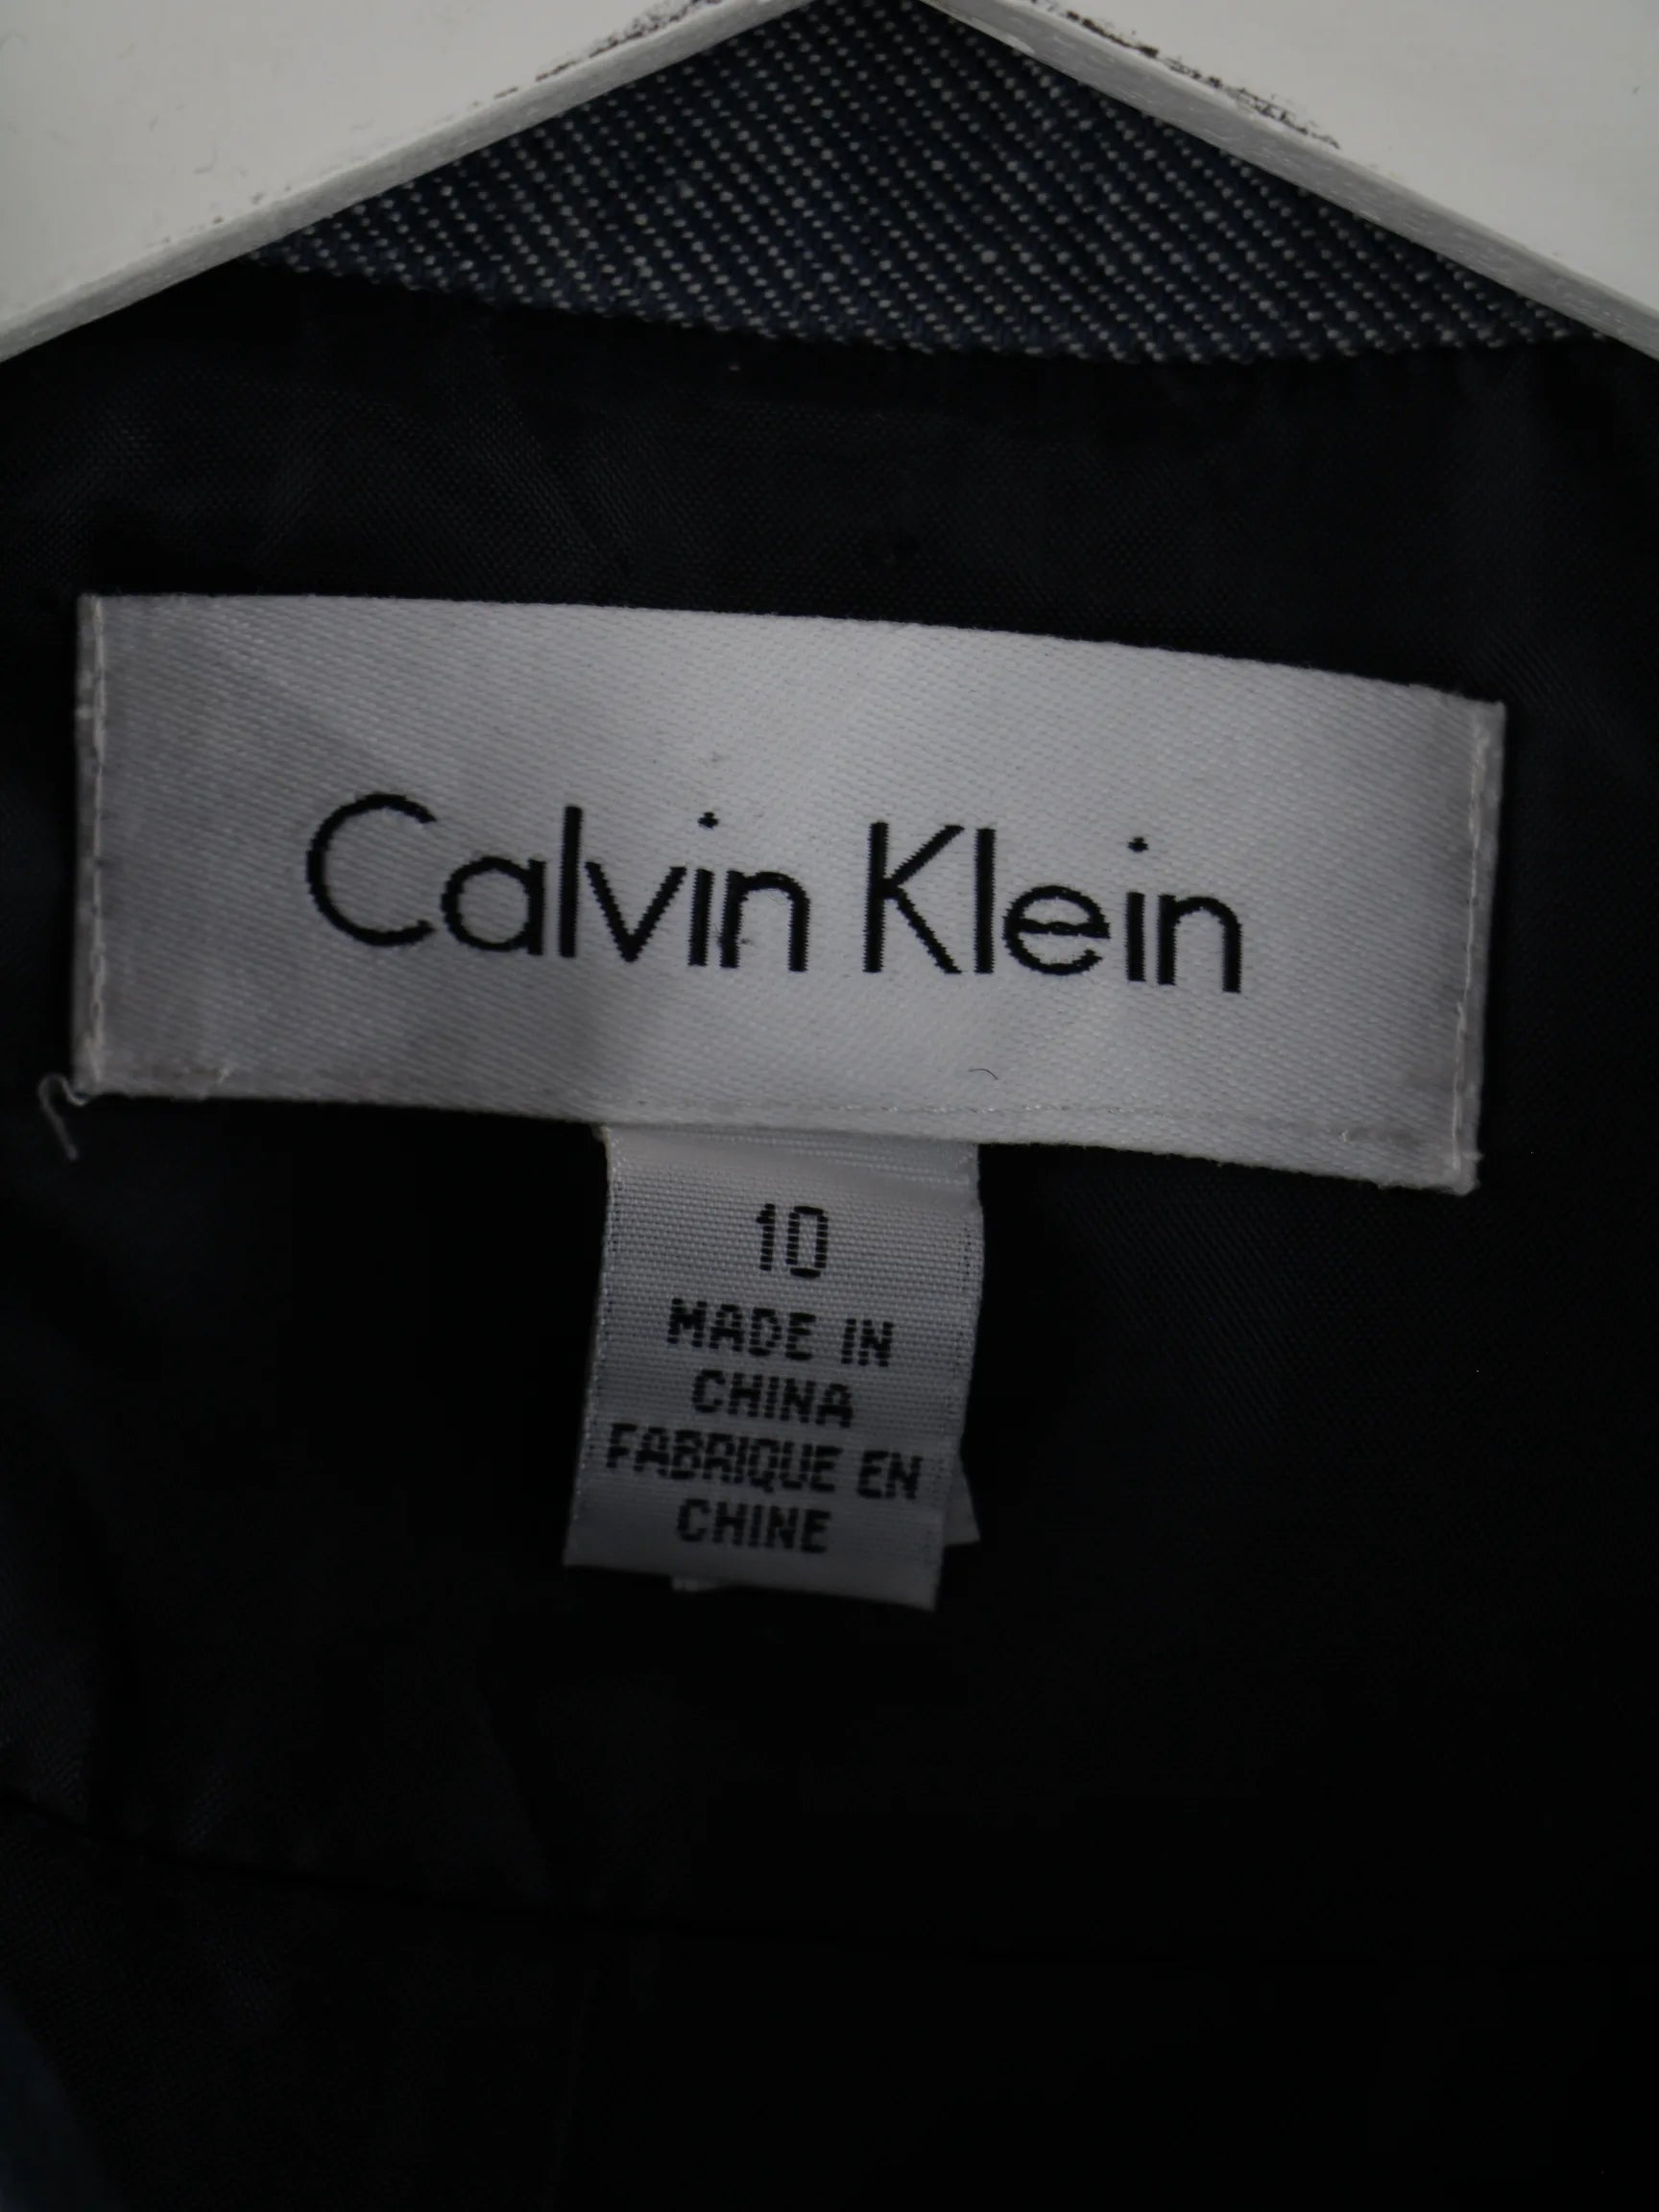 Calvin Klein
10
MADE IN
CHINA
FABRIQUE EN
CHINE